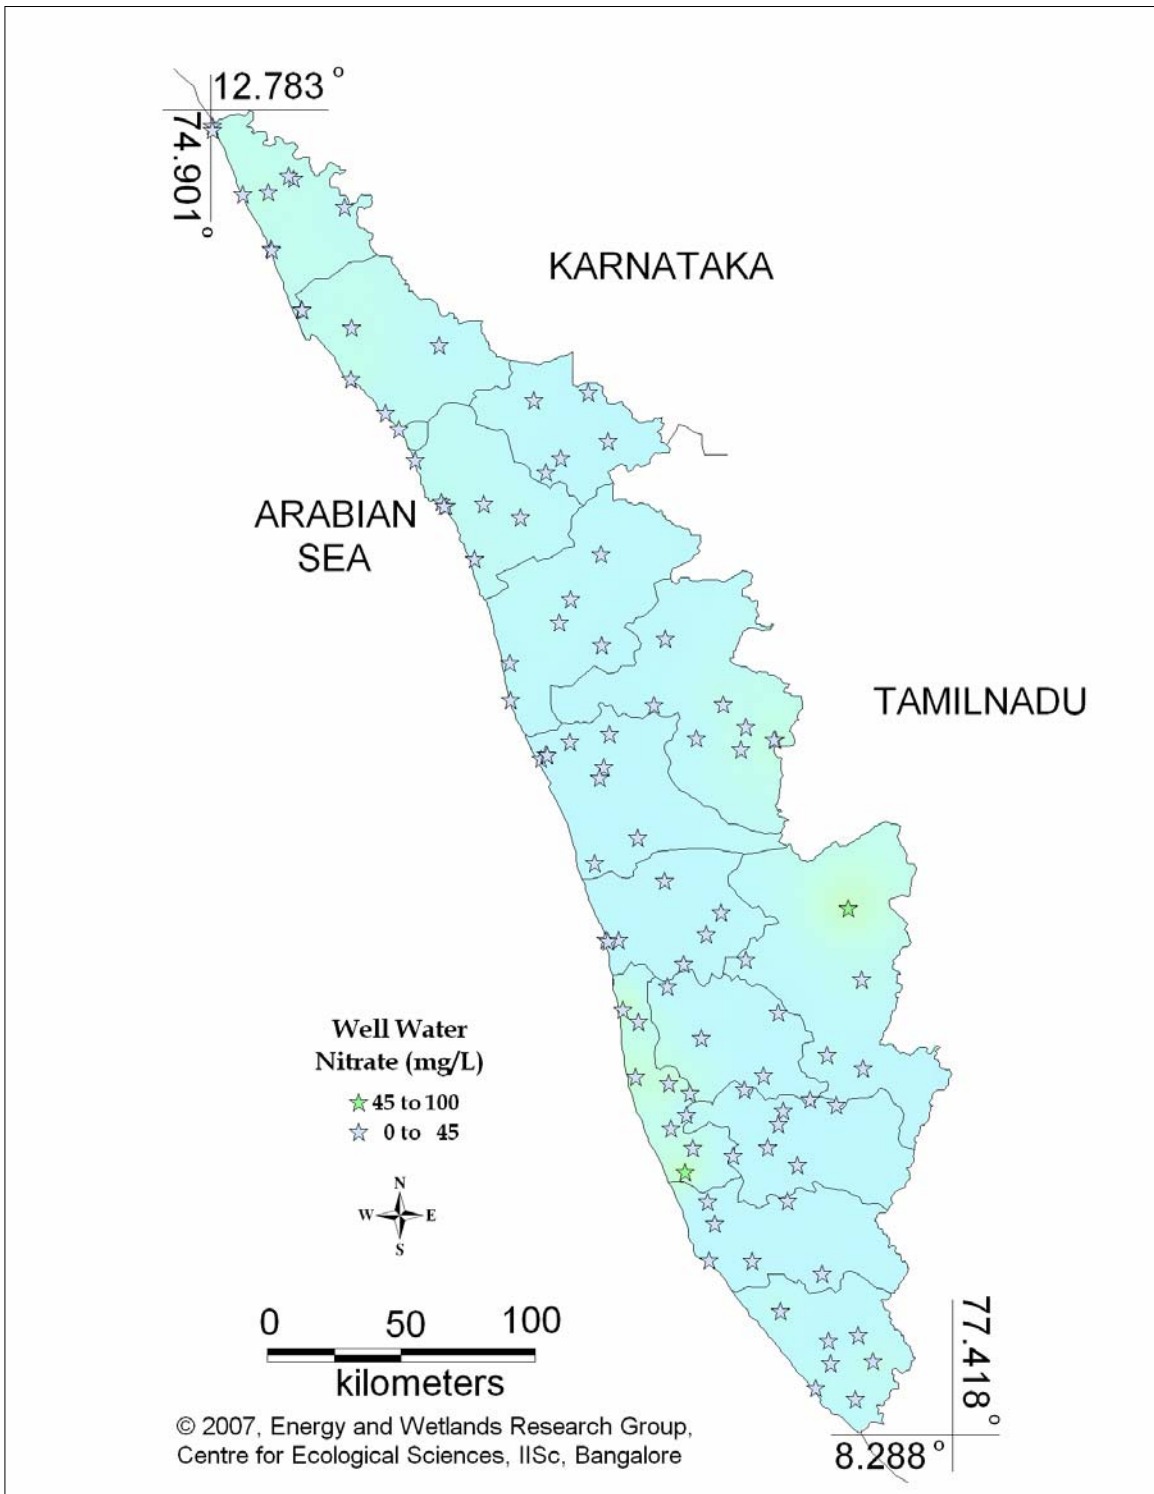 12.783 °
74.901°
KARNATAKA
ARABIAN
SEA
TAMILNADU
Well Water
Nitrate (mg/L)
45 to 100
0 to 45
N
W E
S
0 50 100
kilometers
77.418°
8.288 °
© 2007, Energy and Wetlands Research Group,
Centre for Ecological Sciences, IISc, Bangalore